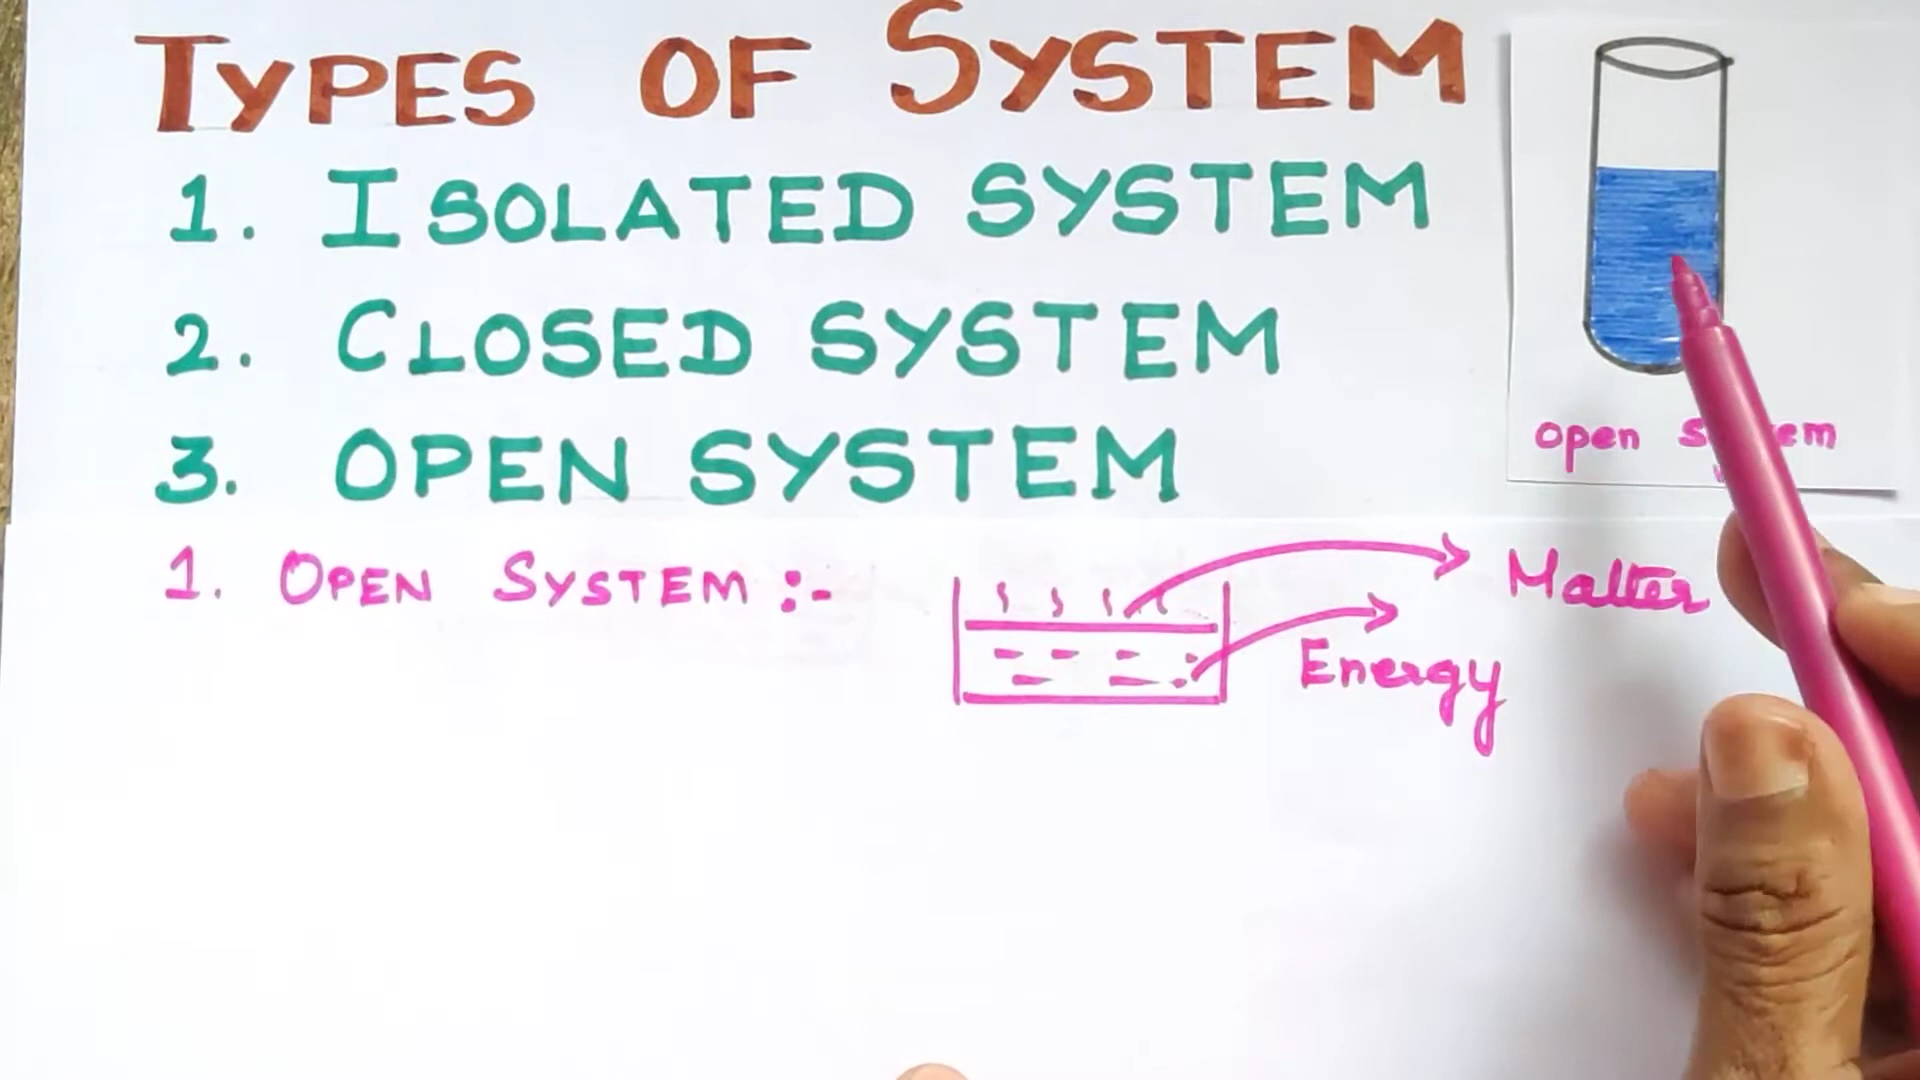 TYPES OF SYSTEM
1. ISOLATED SYSTEM
2. CLOSED SYSTEM
3. OPEN SYSTEM
open
1. OPEN SYSTEM :-
Matter
Energy